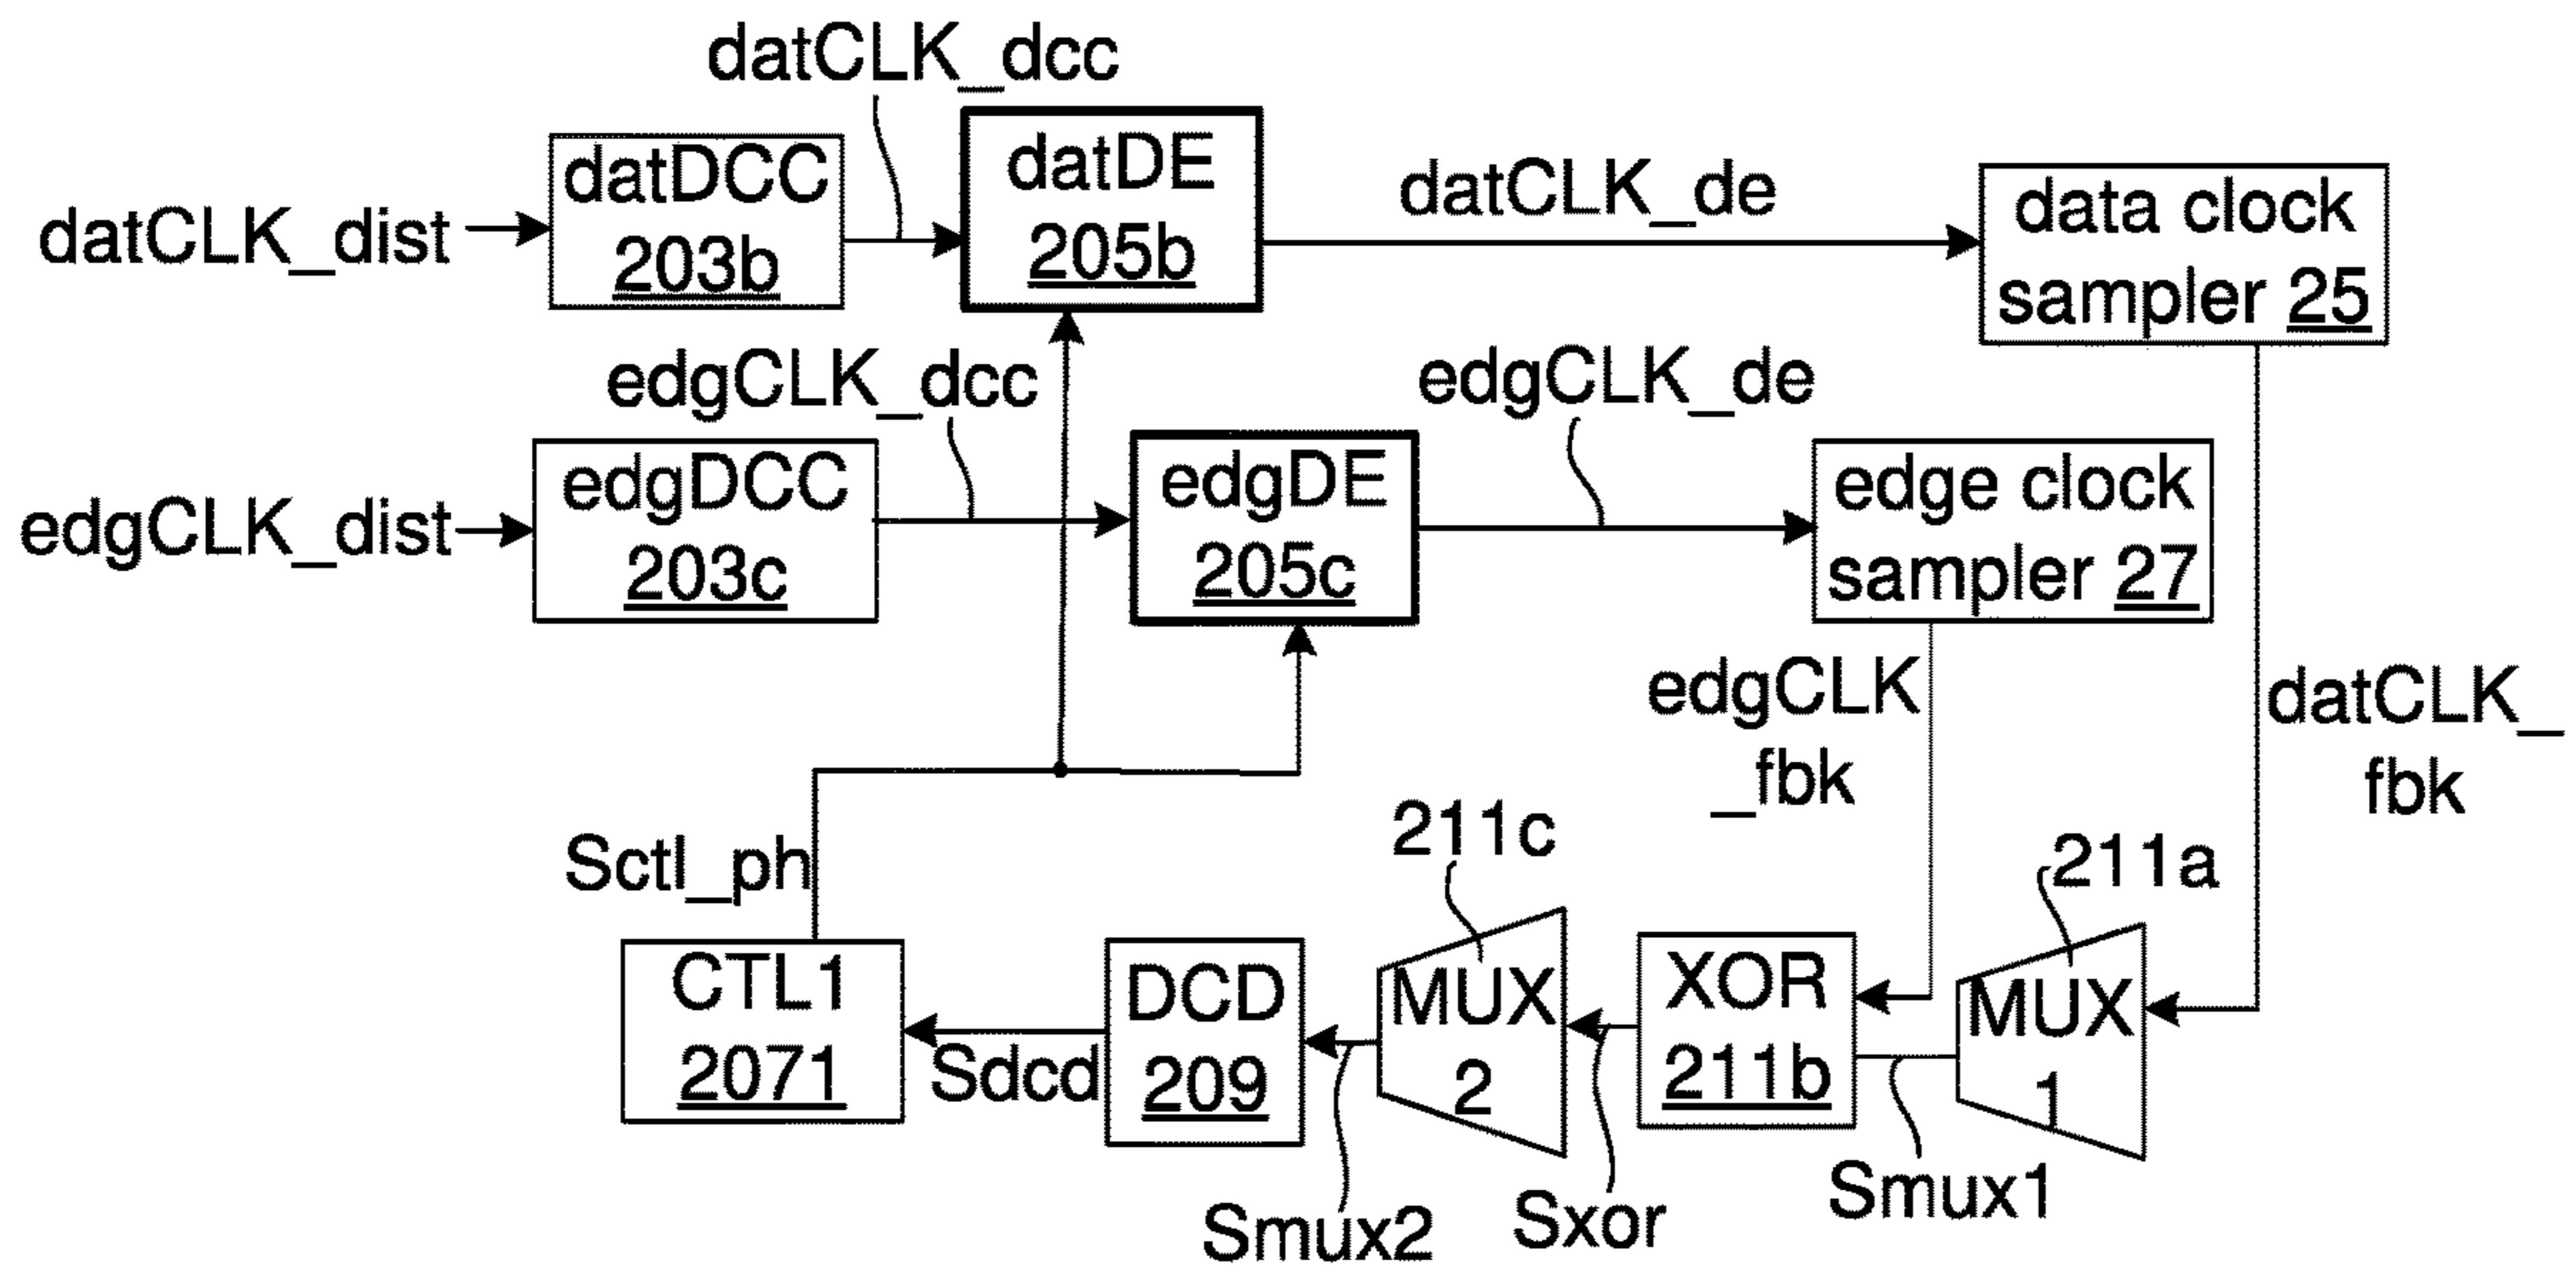 datCLK_dcc
datDCC
203b
datDE
205b
datCLK_de
data clock
sampler 25
datCLK_dist
edgCLK_dcc
edgCLK_de
edgDCC
203c
edgDE
205c
edge clock
sampler 27
edgCLK_dist
edgCLK
_fbk
datCLK_
fbk
Sctl_ph
211c
211a
CTL1
2071
Sdcd
DCD
209
MUX
2
XOR
211b
MUX
1
Smux2
Sxor
Smux1